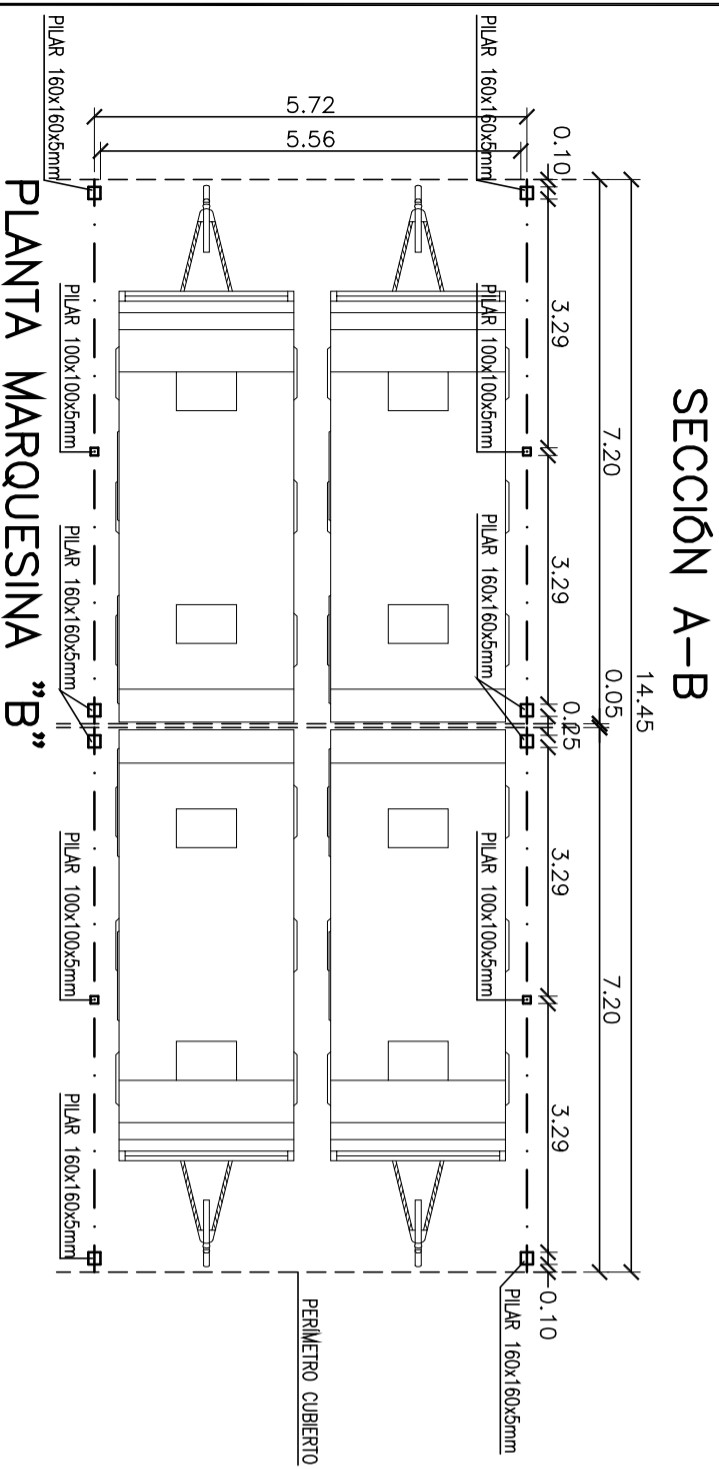 SECCIÓN A-B
14.45
7.20
0.05
7.20
0.10
3.29
3.29
0.25
3.29
3.29
0.10
PILAR 160x160x5mm
PILAR 100x100x5mm
PILAR 160x160x5mm
PILAR 100x100x5mm
PILAR 160x160x5mm
5.72
5.56
PERÍMETRO CUBIERTO
PILAR 160x160x5mm
PILAR 100x100x5mm
PILAR 160x160x5mm
PILAR 100x100x5mm
PILAR 160x160x5mm
PLANTA MARQUESINA "B"